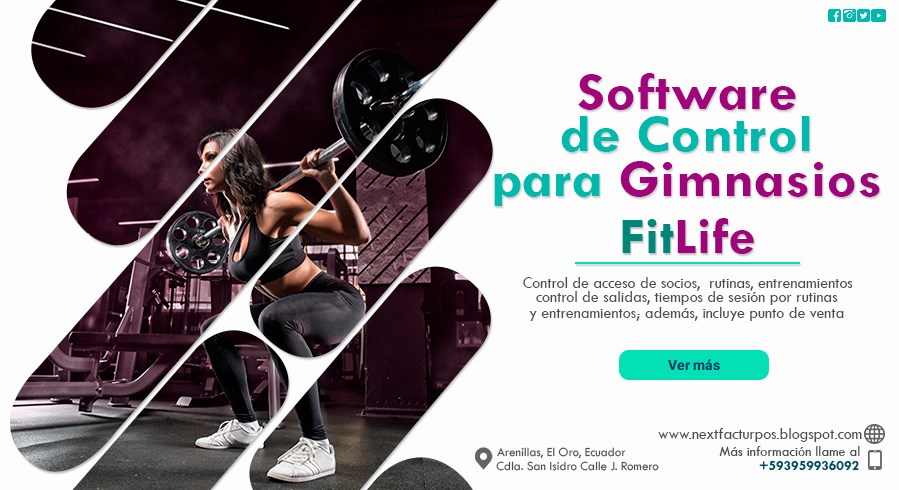 Software
de Control
para Gimnasios
FitLife
Control de acceso de socios, rutinas, entrenamientos
control de salidas, tiempos de sesión por rutinas
y entrenamientos; además, incluye punto de venta
Ver más
www.nextfacturpos.blogspot.com
Arenillas, El Oro, Ecuador
Cdla. San Isidro Calle J. Romero
Más información llame al
+593959936092